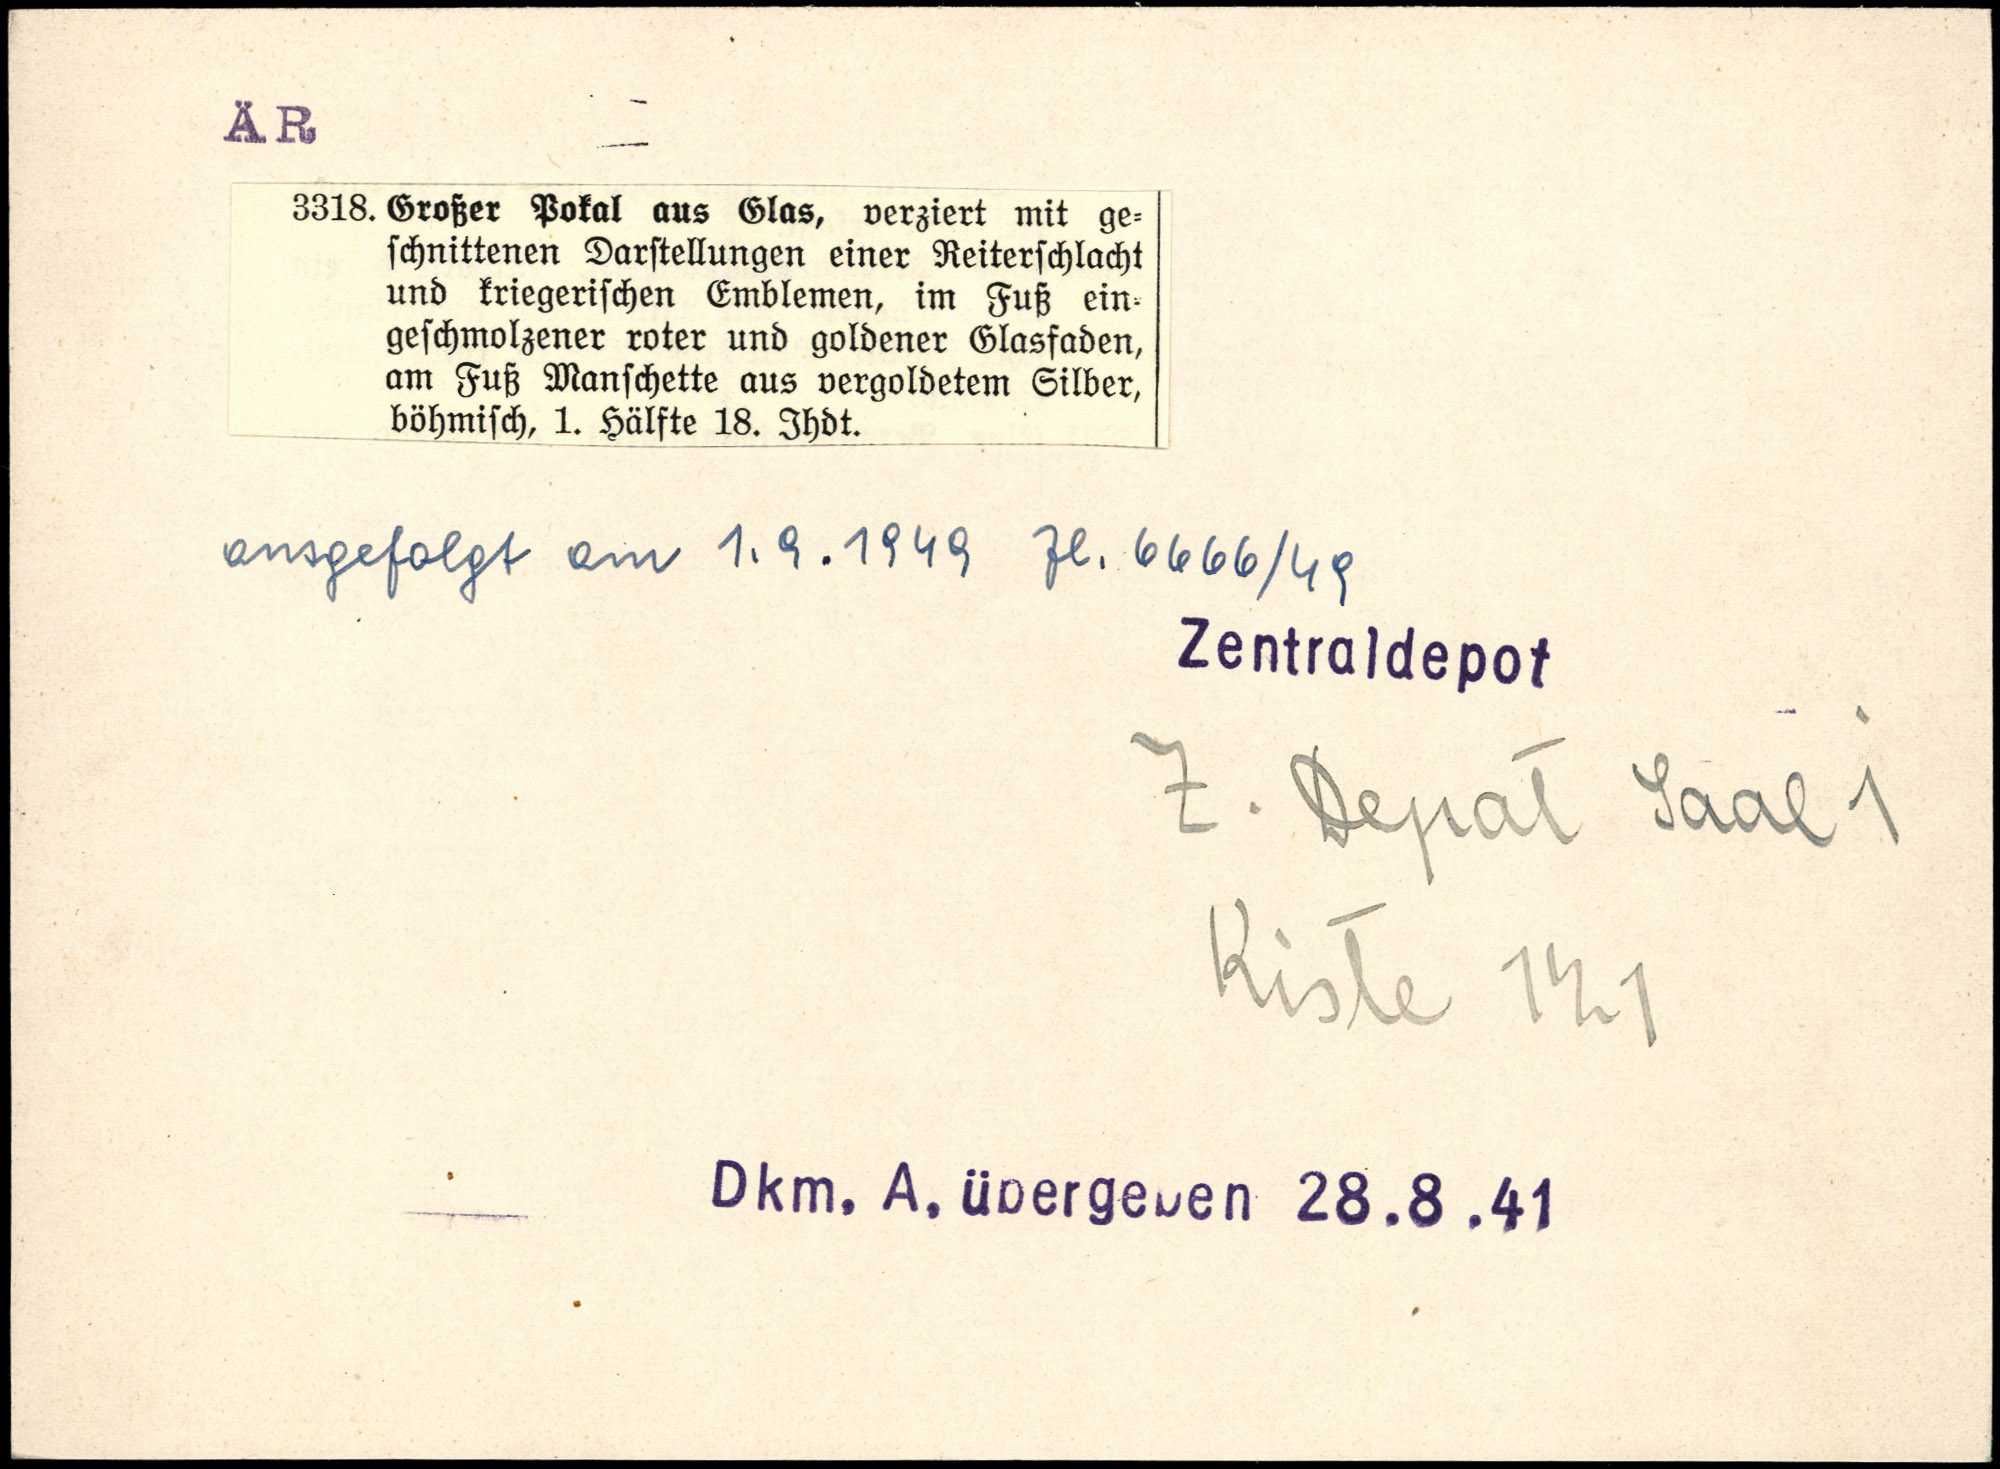 ÄR
3318. Großer Pokal aus Glas, verziert mit ge-
schnittenen Darstellungen einer Reiterschlacht
und kriegerischen Emblemen, im Fuß ein-
geschmolzener roter und goldener Glasfaden,
am Fuß Manschette aus vergoldetem Silber,
böhmisch, 1. Hälfte 18. Jhdt.
ausgefolgt am 1.9.1949 Zl. 6666/49
Zentraldepot
Z. Depot Saal 1
Kiste
Dkm. A. übergeben 28.8.41